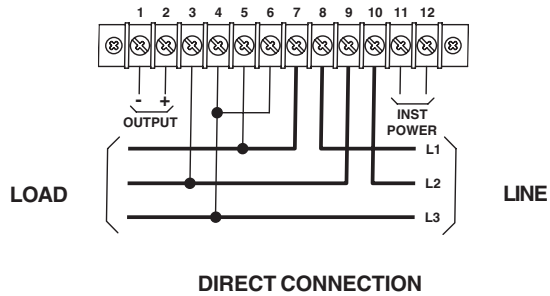 1 2 3 4 5 6 7 8 9 10 11 12
- +
OUTPUT
INST
POWER
L1
LOAD
L2
LINE
L3
DIRECT CONNECTION